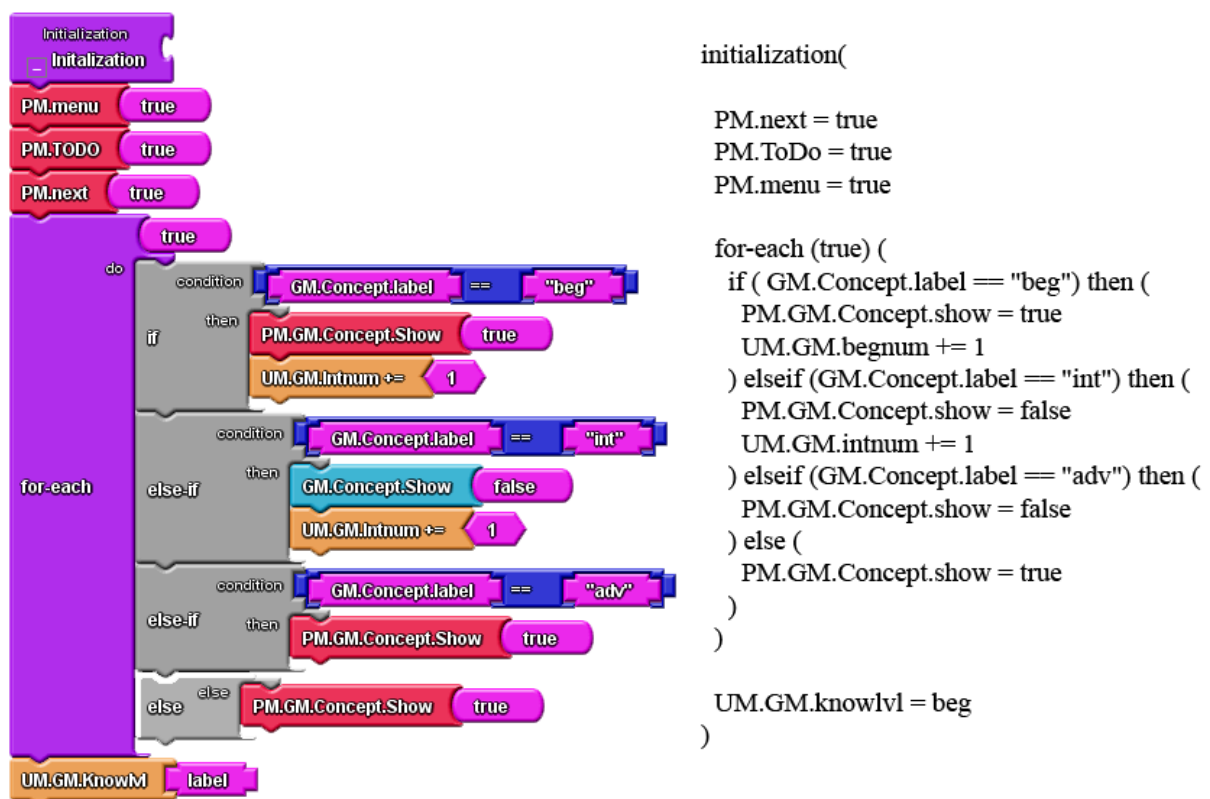 Initialization
Initalization
PM.menu true
PM.TODO true
PM.next true
true
do
condition GM.Concept.label == "beg"
then
if
PM.GM.Concept.Show true
UM.GM.Intnum += 1
condition GM.Concept.label == "int"
then
for-each
else-if
GM.Concept.Show false
UM.GM.Intnum += 1
condition GM.Concept.label == "adv"
else-if
then
PM.GM.Concept.Show true
else
else
PM.GM.Concept.Show true
UM.GM.Knowlvl label
initialization(
PM.next = true
PM.ToDo = true
PM.menu = true
for-each (true) (
if ( GM.Concept.label == "beg") then (
PM.GM.Concept.show = true
UM.GM.begnum += 1
) elseif (GM.Concept.label == "int") then (
PM.GM.Concept.show = false
UM.GM.intnum += 1
) elseif (GM.Concept.label == "adv") then (
PM.GM.Concept.show = false
) else (
PM.GM.Concept.show = true
)
)
UM.GM.knowlvl = beg
)